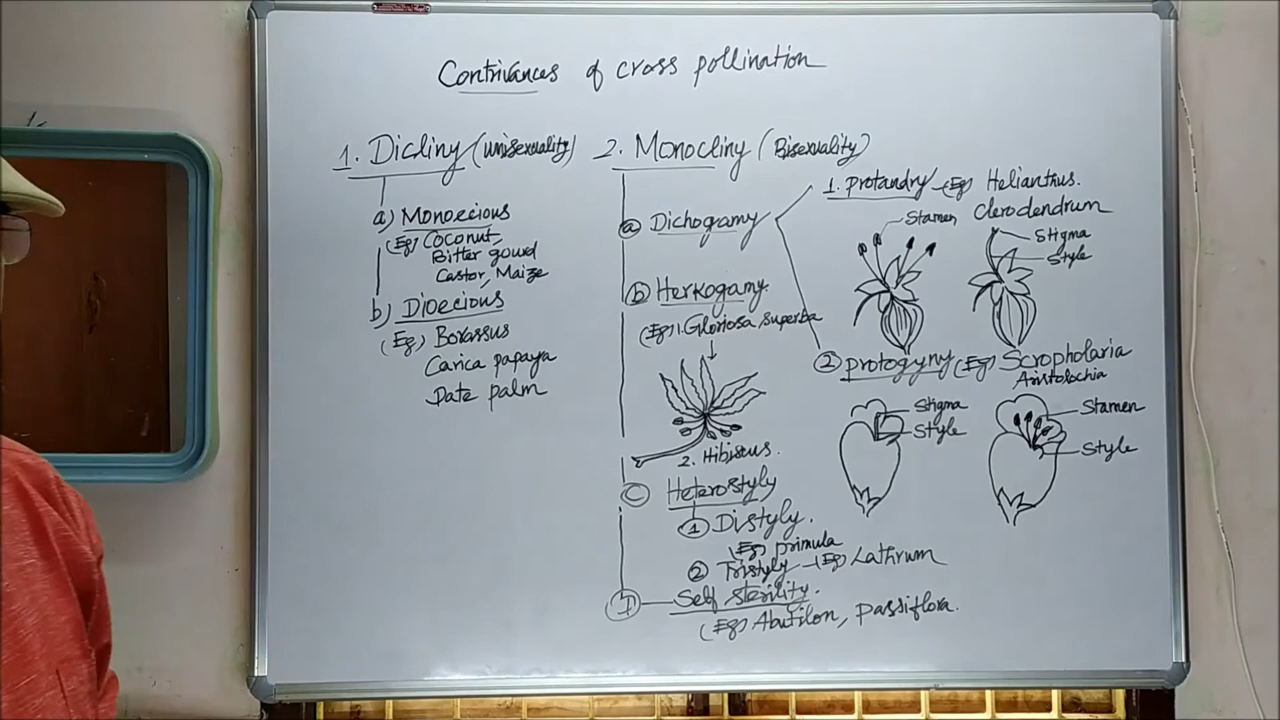 Contrivances of cross pollination
1. Dicliny (unisexuality)
a) Monoecious
(Eg) Coconut,
Bitter gourd
Castor, Maize
b) Dioecious
(Eg) Borassus
Carica papaya
Date palm
2. Monocliny (Bisexuality)
a Dichogamy
1. protandry - (Eg) Helianthus.
Clerodendrum
Stamen
Stigma
Style
2 protogyny (Eg) Scropholaria
Aristolochia
Stigma
Style
Stamen
Style
b Herkogamy
(Eg) 1. Gloriosa superba
2. Hibiscus.
C Heterostyly
1 Distyly.
(Eg) primula
2 Tristyly - (Eg) Lathrum
Self sterility.
(Eg) Abutilon, passiflora.